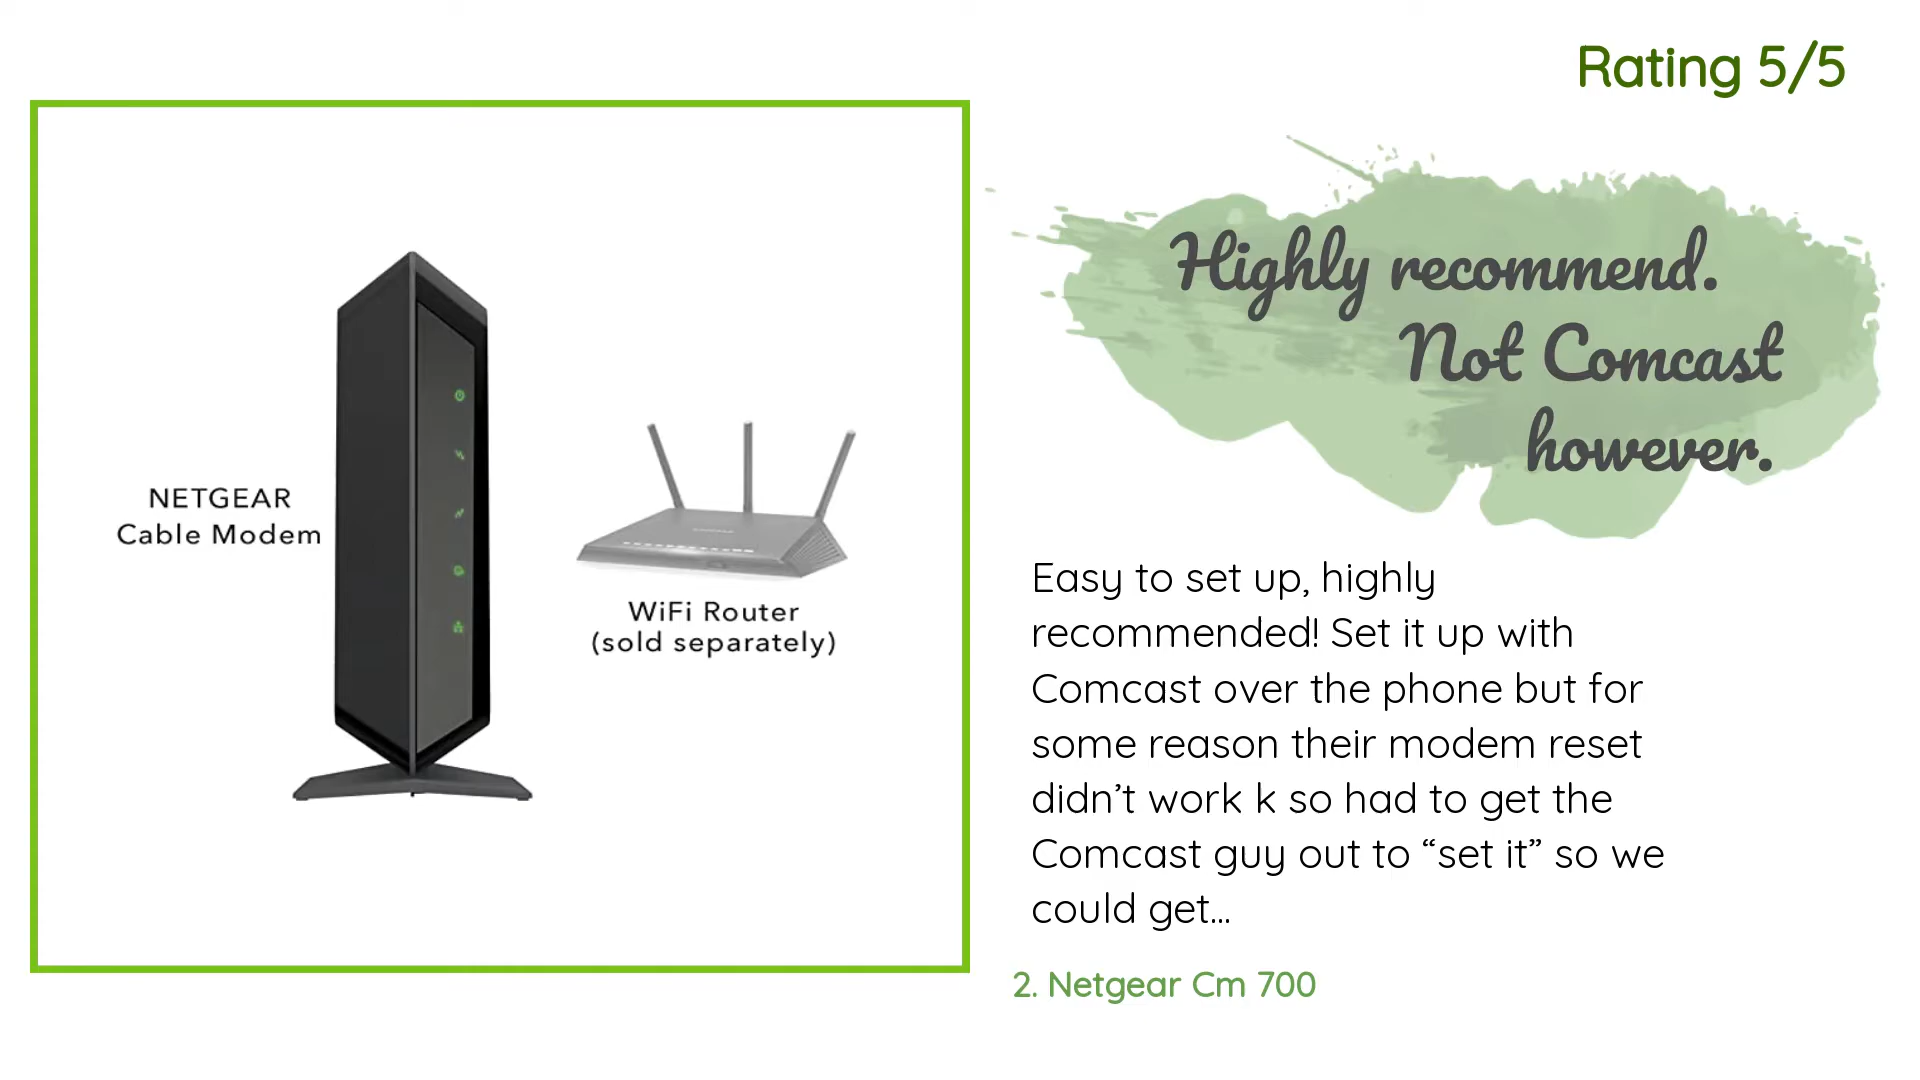 Rating 5/5
Highly recommend.
Not Comcast
however.
NETGEAR
Cable Modem
WiFi Router
(sold separately)
Easy to set up, highly
recommended! Set it up with
Comcast over the phone but for
some reason their modem reset
didn’t work k so had to get the
Comcast guy out to “set it” so we
could get...
2. Netgear Cm 700